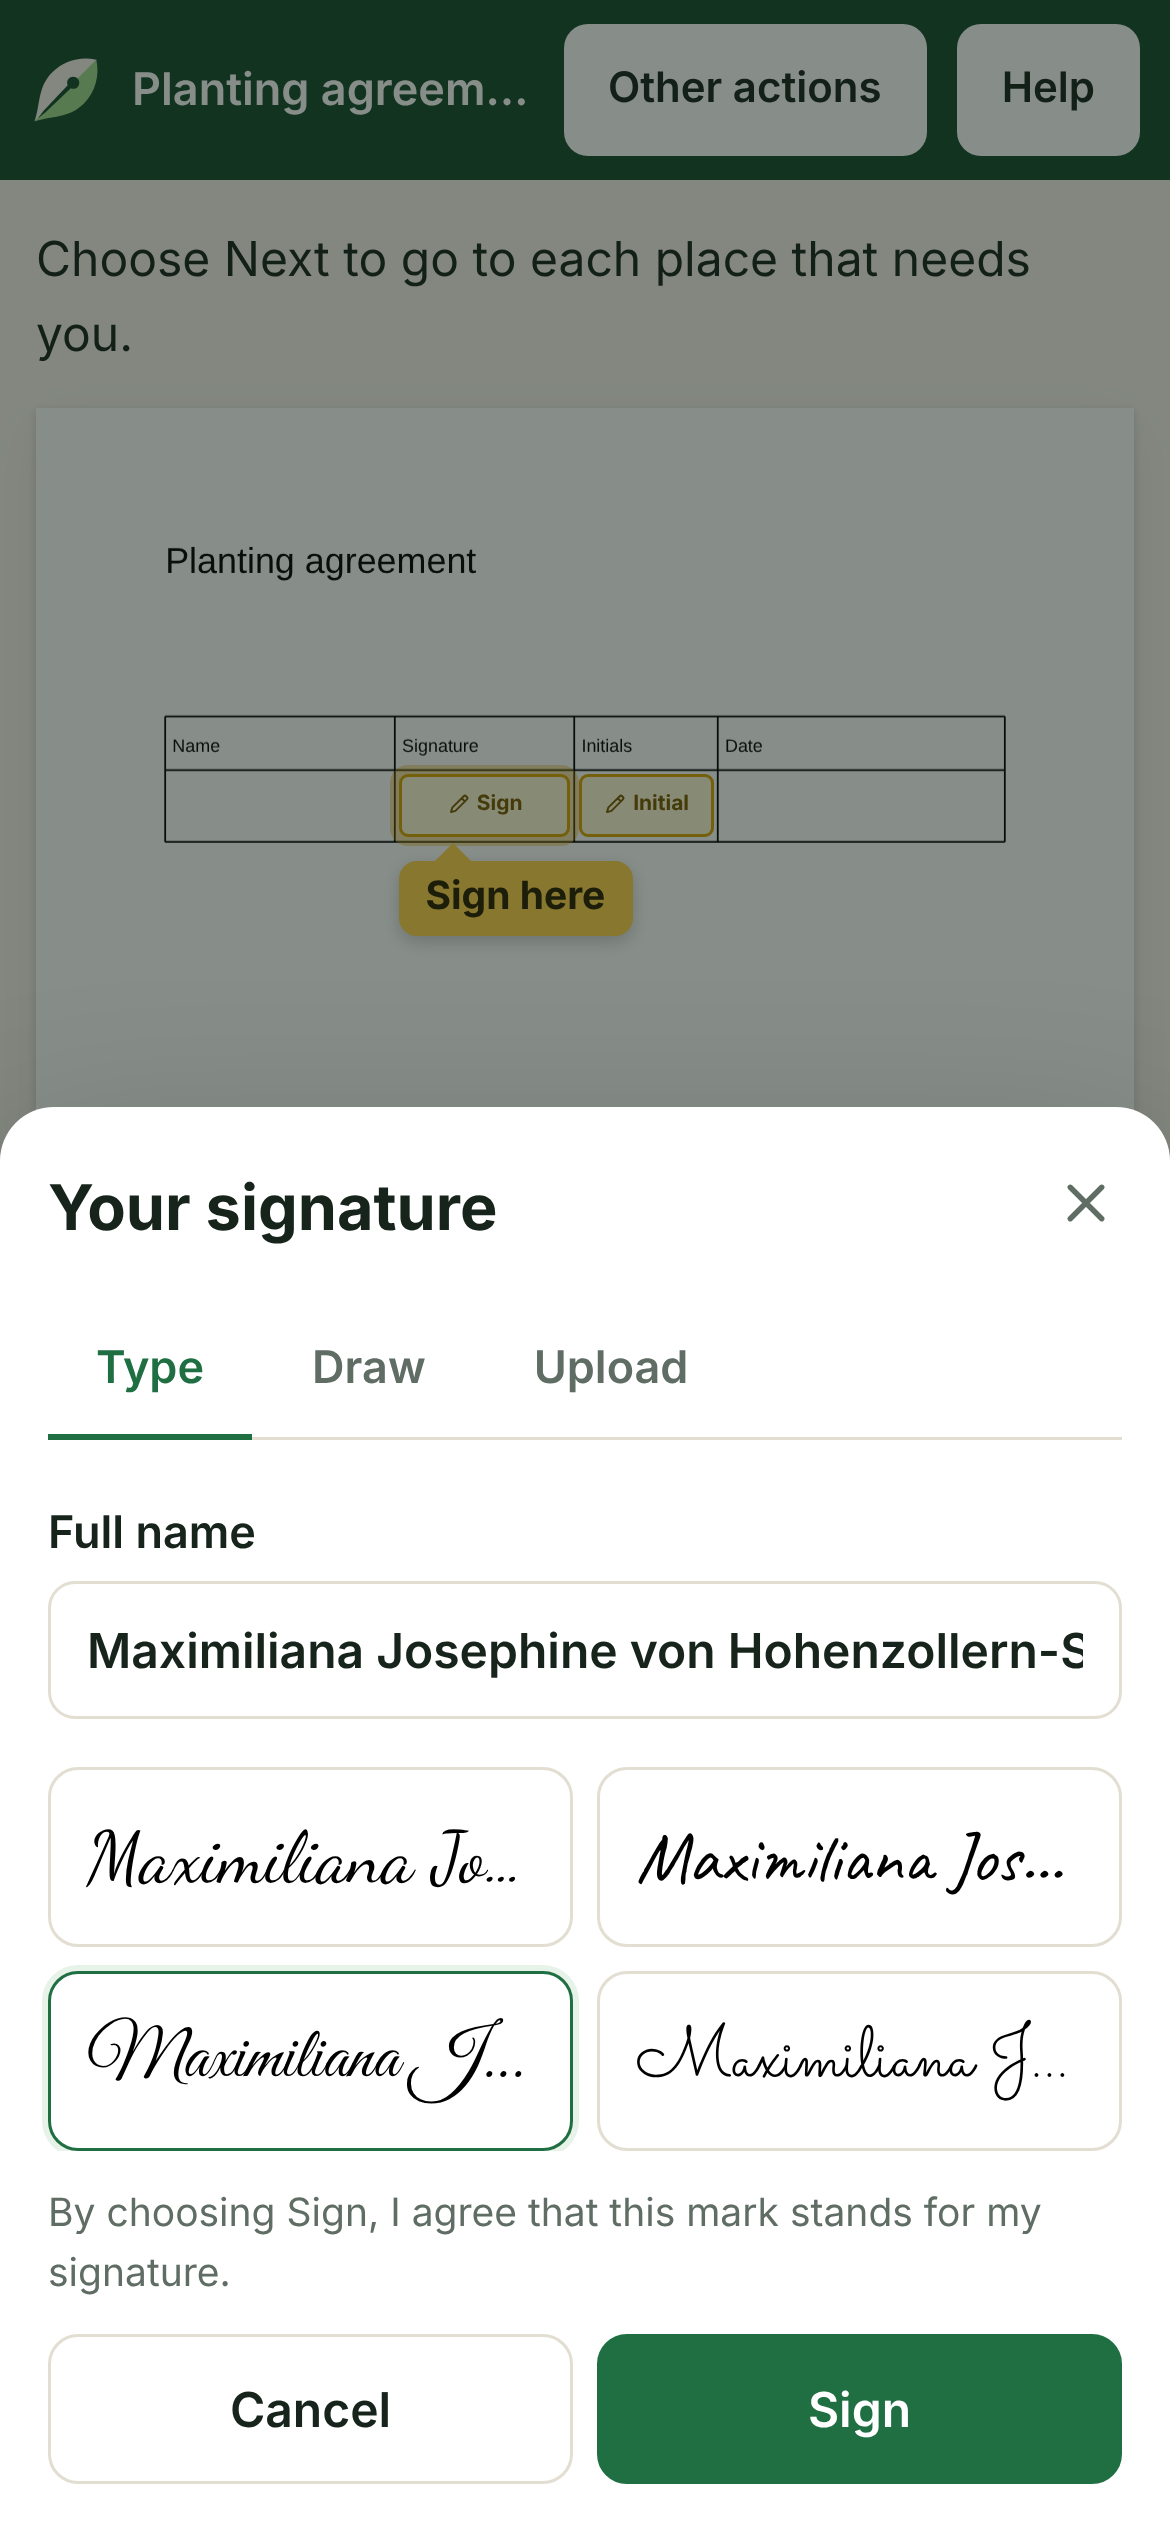 Planting agreem...
Other actions
Help
Choose Next to go to each place that needs
you.
Planting agreement
Name
Signature
Initials
Date
Sign
Initial
Sign here
Your signature
Type
Draw
Upload
Full name
Maximiliana Josephine von Hohenzollern-S
Maximiliana Jo...
Maximiliana Jos...
Maximiliana J...
Maximiliana J...
By choosing Sign, I agree that this mark stands for my
signature.
Cancel
Sign